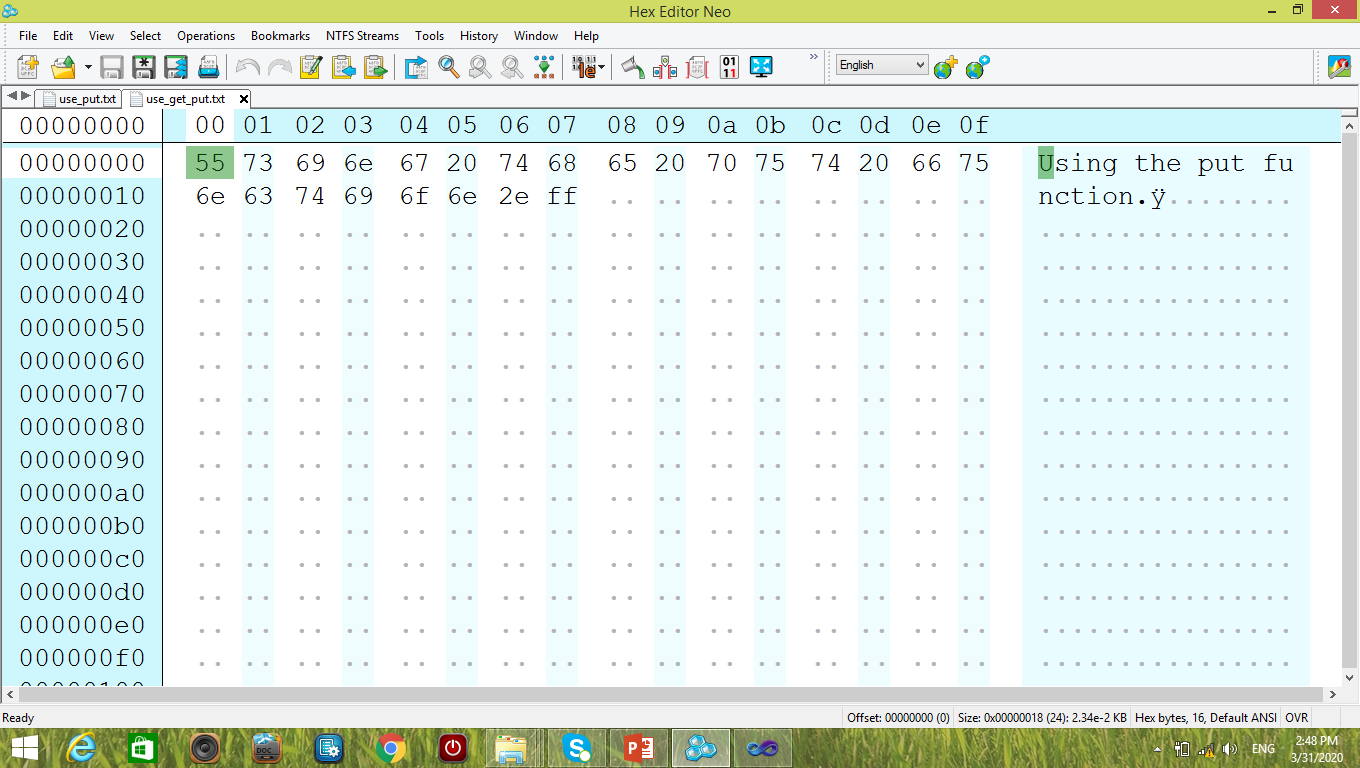 Hex Editor Neo
File Edit View Select Operations Bookmarks NTFS Streams Tools History Window Help
English
use_put.txt use_get_put.txt
00000000 00 01 02 03 04 05 06 07 08 09 0a 0b 0c 0d 0e 0f
00000000 55 73 69 6e 67 20 74 68 65 20 70 75 74 20 66 75 Using the put fu
00000010 6e 63 74 69 6f 6e 2e ff .. .. .. .. .. .. .. .. nction.ÿ........
00000020 .. .. .. .. .. .. .. .. .. .. .. .. .. .. .. .. ................
00000030 .. .. .. .. .. .. .. .. .. .. .. .. .. .. .. .. ................
00000040 .. .. .. .. .. .. .. .. .. .. .. .. .. .. .. .. ................
00000050 .. .. .. .. .. .. .. .. .. .. .. .. .. .. .. .. ................
00000060 .. .. .. .. .. .. .. .. .. .. .. .. .. .. .. .. ................
00000070 .. .. .. .. .. .. .. .. .. .. .. .. .. .. .. .. ................
00000080 .. .. .. .. .. .. .. .. .. .. .. .. .. .. .. .. ................
00000090 .. .. .. .. .. .. .. .. .. .. .. .. .. .. .. .. ................
000000a0 .. .. .. .. .. .. .. .. .. .. .. .. .. .. .. .. ................
000000b0 .. .. .. .. .. .. .. .. .. .. .. .. .. .. .. .. ................
000000c0 .. .. .. .. .. .. .. .. .. .. .. .. .. .. .. .. ................
000000d0 .. .. .. .. .. .. .. .. .. .. .. .. .. .. .. .. ................
000000e0 .. .. .. .. .. .. .. .. .. .. .. .. .. .. .. .. ................
000000f0 .. .. .. .. .. .. .. .. .. .. .. .. .. .. .. .. ................
Ready Offset: 00000000 (0) Size: 0x00000018 (24): 2.34e-2 KB Hex bytes, 16, Default ANSI OVR
ENG 2:48 PM
3/31/2020